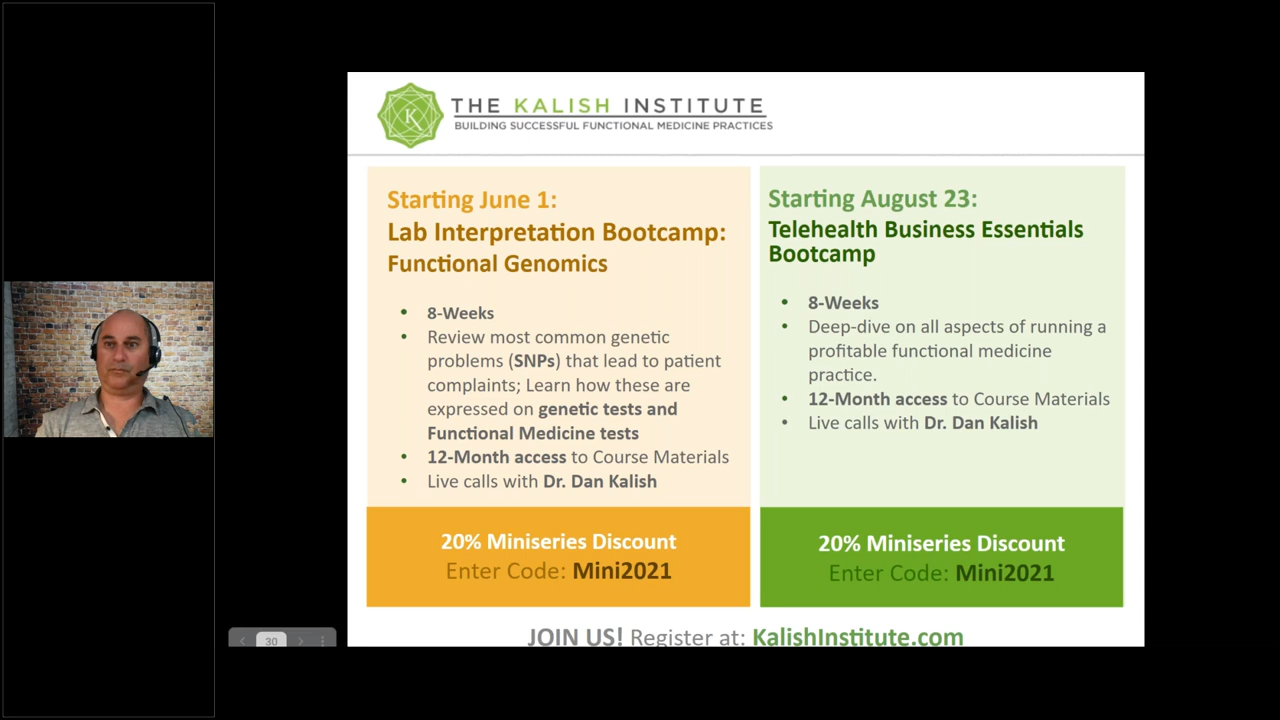 THE KALISH INSTITUTE
BUILDING SUCCESSFUL FUNCTIONAL MEDICINE PRACTICES
K
Starting June 1:
Lab Interpretation Bootcamp:
Functional Genomics
• 8-Weeks
• Review most common genetic
problems (SNPs) that lead to patient
complaints; Learn how these are
expressed on genetic tests and
Functional Medicine tests
• 12-Month access to Course Materials
• Live calls with Dr. Dan Kalish
20% Miniseries Discount
Enter Code: Mini2021
Starting August 23:
Telehealth Business Essentials
Bootcamp
• 8-Weeks
• Deep-dive on all aspects of running a
profitable functional medicine
practice.
• 12-Month access to Course Materials
• Live calls with Dr. Dan Kalish
20% Miniseries Discount
Enter Code: Mini2021
30
JOIN US! Register at: KalishInstitute.com